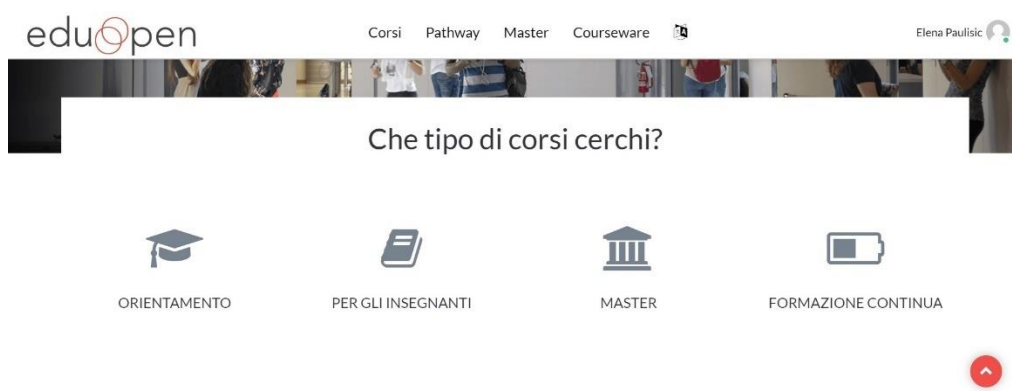 eduopen
Corsi Pathway Master Courseware
Elena Paulisic
Che tipo di corsi cerchi?
ORIENTAMENTO
PER GLI INSEGNANTI
MASTER
FORMAZIONE CONTINUA